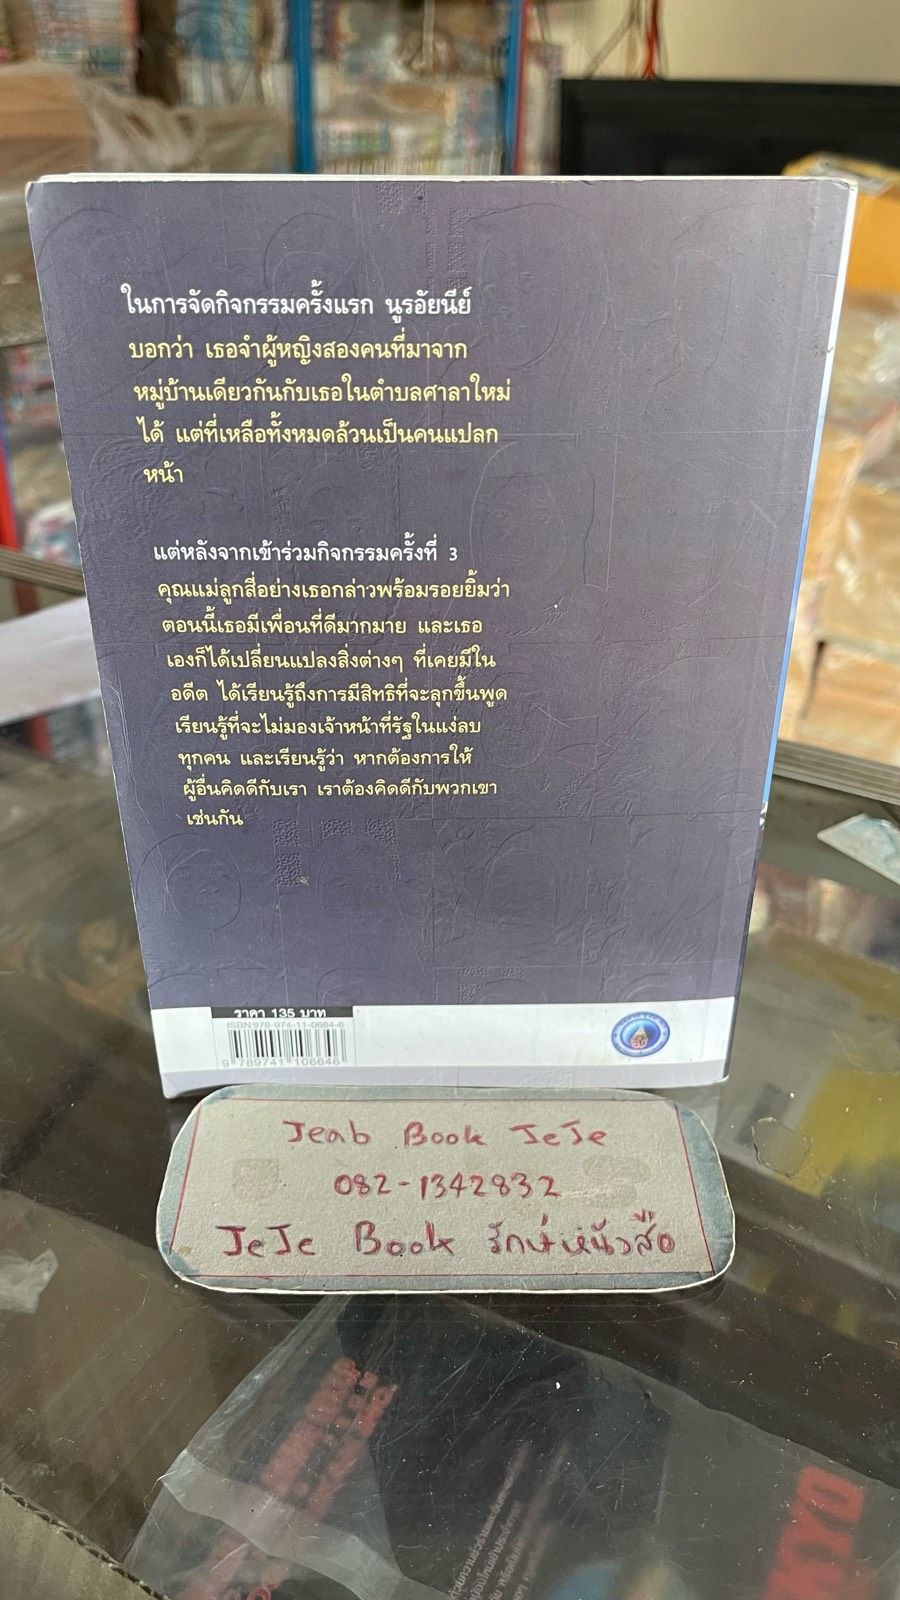 ในการจัดกิจกรรมครั้งแรก นูรอัยนีย์
บอกว่า เธอจำผู้หญิงสองคนที่มาจาก
หมู่บ้านเดียวกันกับเธอในตำบลศาลาใหม่
ได้ แต่ที่เหลือทั้งหมดล้วนเป็นคนแปลก
หน้า
แต่หลังจากเข้าร่วมกิจกรรมครั้งที่ 3
คุณแม่ลูกสี่อย่างเธอกล่าวพร้อมรอยยิ้มว่า
ตอนนี้เธอมีเพื่อนที่ดีมากมาย และเธอ
เองก็ได้เปลี่ยนแปลงสิ่งต่างๆ ที่เคยมีใน
อดีต ได้เรียนรู้ถึงการมีสิทธิที่จะลุกขึ้นพูด
เรียนรู้ที่จะไม่มองเจ้าหน้าที่รัฐในแง่ลบ
ทุกคน และเรียนรู้ว่า หากต้องการให้
ผู้อื่นคิดดีกับเรา เราต้องคิดดีกับพวกเขา
เช่นกัน
ราคา 135 บาท
ISBN 978-974-11-0664-6
9 789741 106646
Jeab Book JeJe
082-1342832
JeJe Book รักษ์หนังสือ